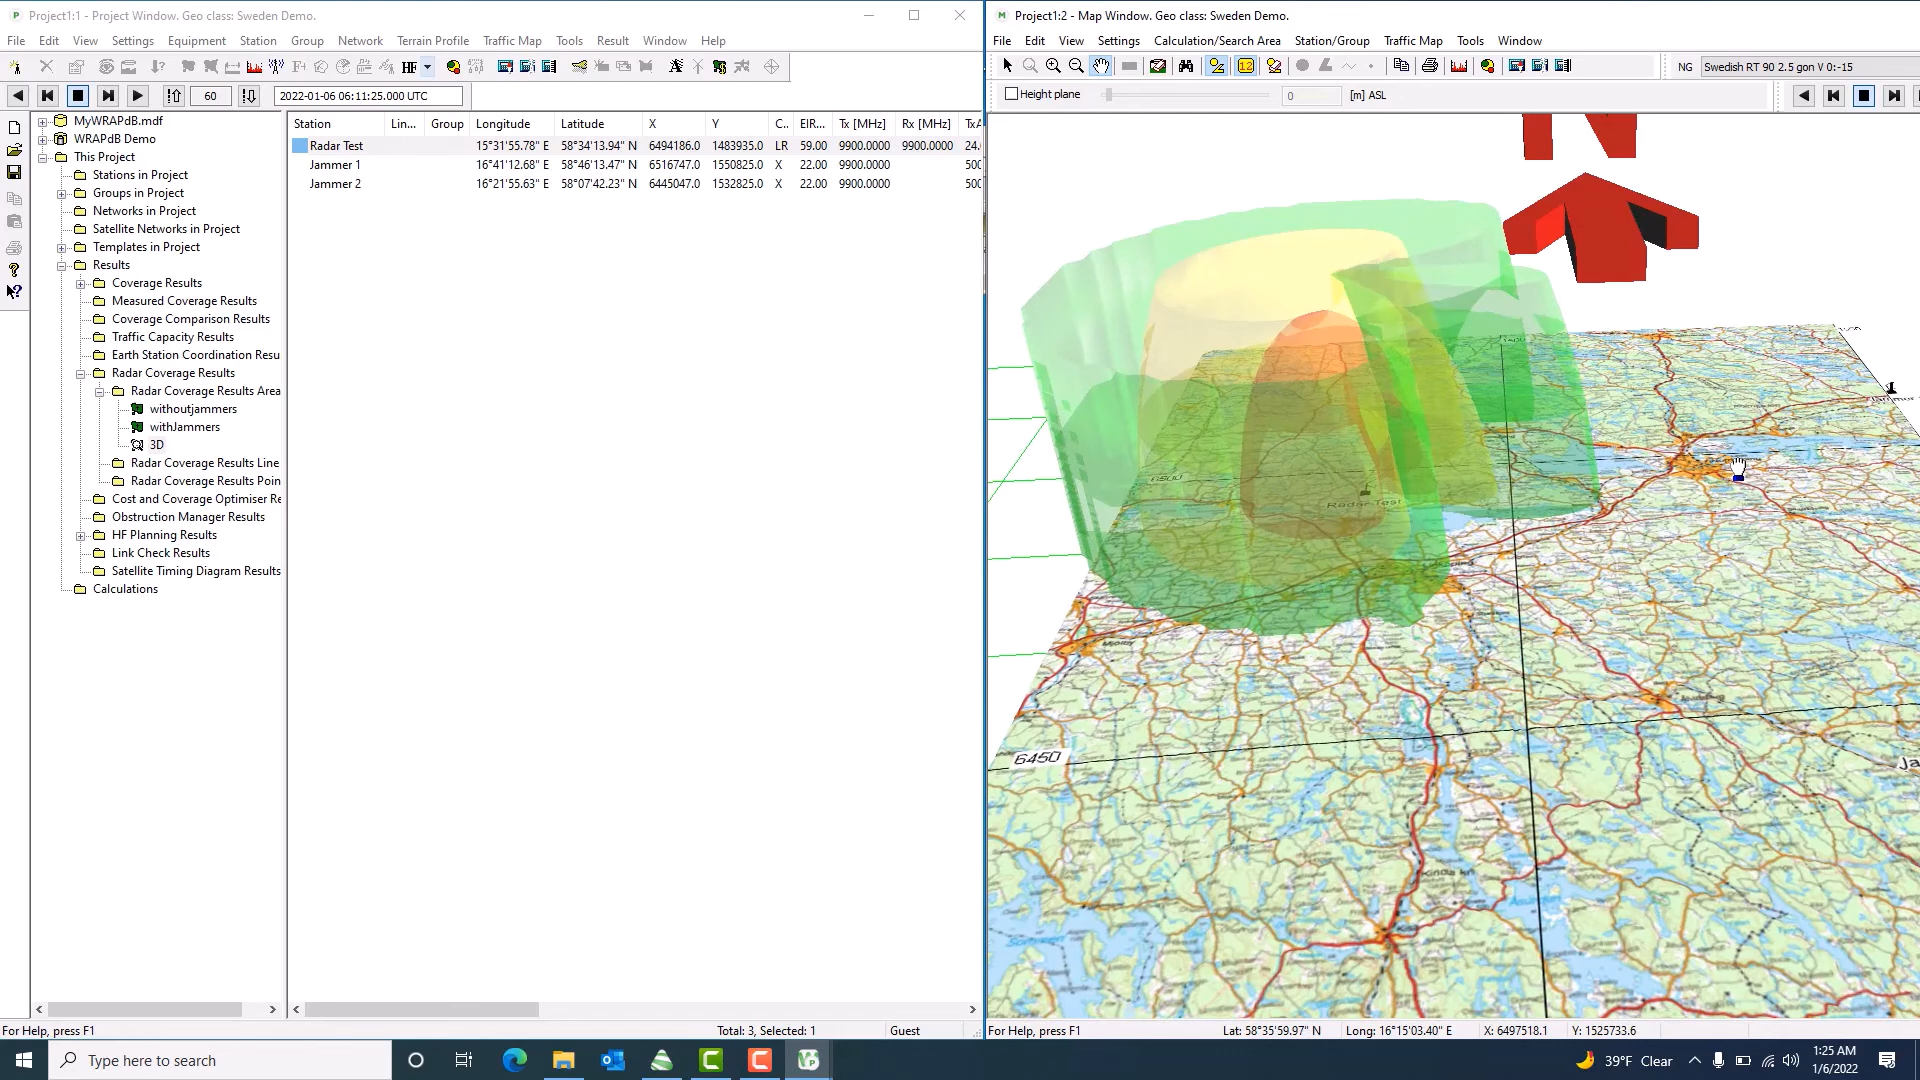 Project1:1 - Project Window. Geo class: Sweden Demo.
File Edit View Settings Equipment Station Group Network Terrain Profile Traffic Map Tools Result Window Help
HF
60
2022-01-06 06:11:25.000 UTC
MyWRAPdB.mdf
WRAPdB Demo
This Project
Stations in Project
Groups in Project
Networks in Project
Satellite Networks in Project
Templates in Project
Results
Coverage Results
Measured Coverage Results
Coverage Comparison Results
Traffic Capacity Results
Earth Station Coordination Resu
Radar Coverage Results
Radar Coverage Results Area
withoutjammers
withJammers
3D
Radar Coverage Results Line
Radar Coverage Results Poin
Cost and Coverage Optimiser Re
Obstruction Manager Results
HF Planning Results
Link Check Results
Satellite Timing Diagram Results
Calculations
Station Lin... Group Longitude Latitude X Y C.. EIR... Tx [MHz] Rx [MHz] TxA
Radar Test 15°31'55.78" E 58°34'13.94" N 6494186.0 1483935.0 LR 59.00 9900.0000 9900.0000 24.
Jammer 1 16°41'12.68" E 58°46'13.47" N 6516747.0 1550825.0 X 22.00 9900.0000 500
Jammer 2 16°21'55.63" E 58°07'42.23" N 6445047.0 1532825.0 X 22.00 9900.0000 500
For Help, press F1
Total: 3, Selected: 1
Guest
Project1:2 - Map Window. Geo class: Sweden Demo.
File Edit View Settings Calculation/Search Area Station/Group Traffic Map Tools Window
12
NG Swedish RT 90 2.5 gon V 0:-15
Height plane
0
[m] ASL
N
6500
Radar Test
6450
Ja
For Help, press F1
Lat: 58°35'59.97" N
Long: 16°15'03.40" E
X: 6497518.1
Y: 1525733.6
Type here to search
39°F Clear
1:25 AM
1/6/2022